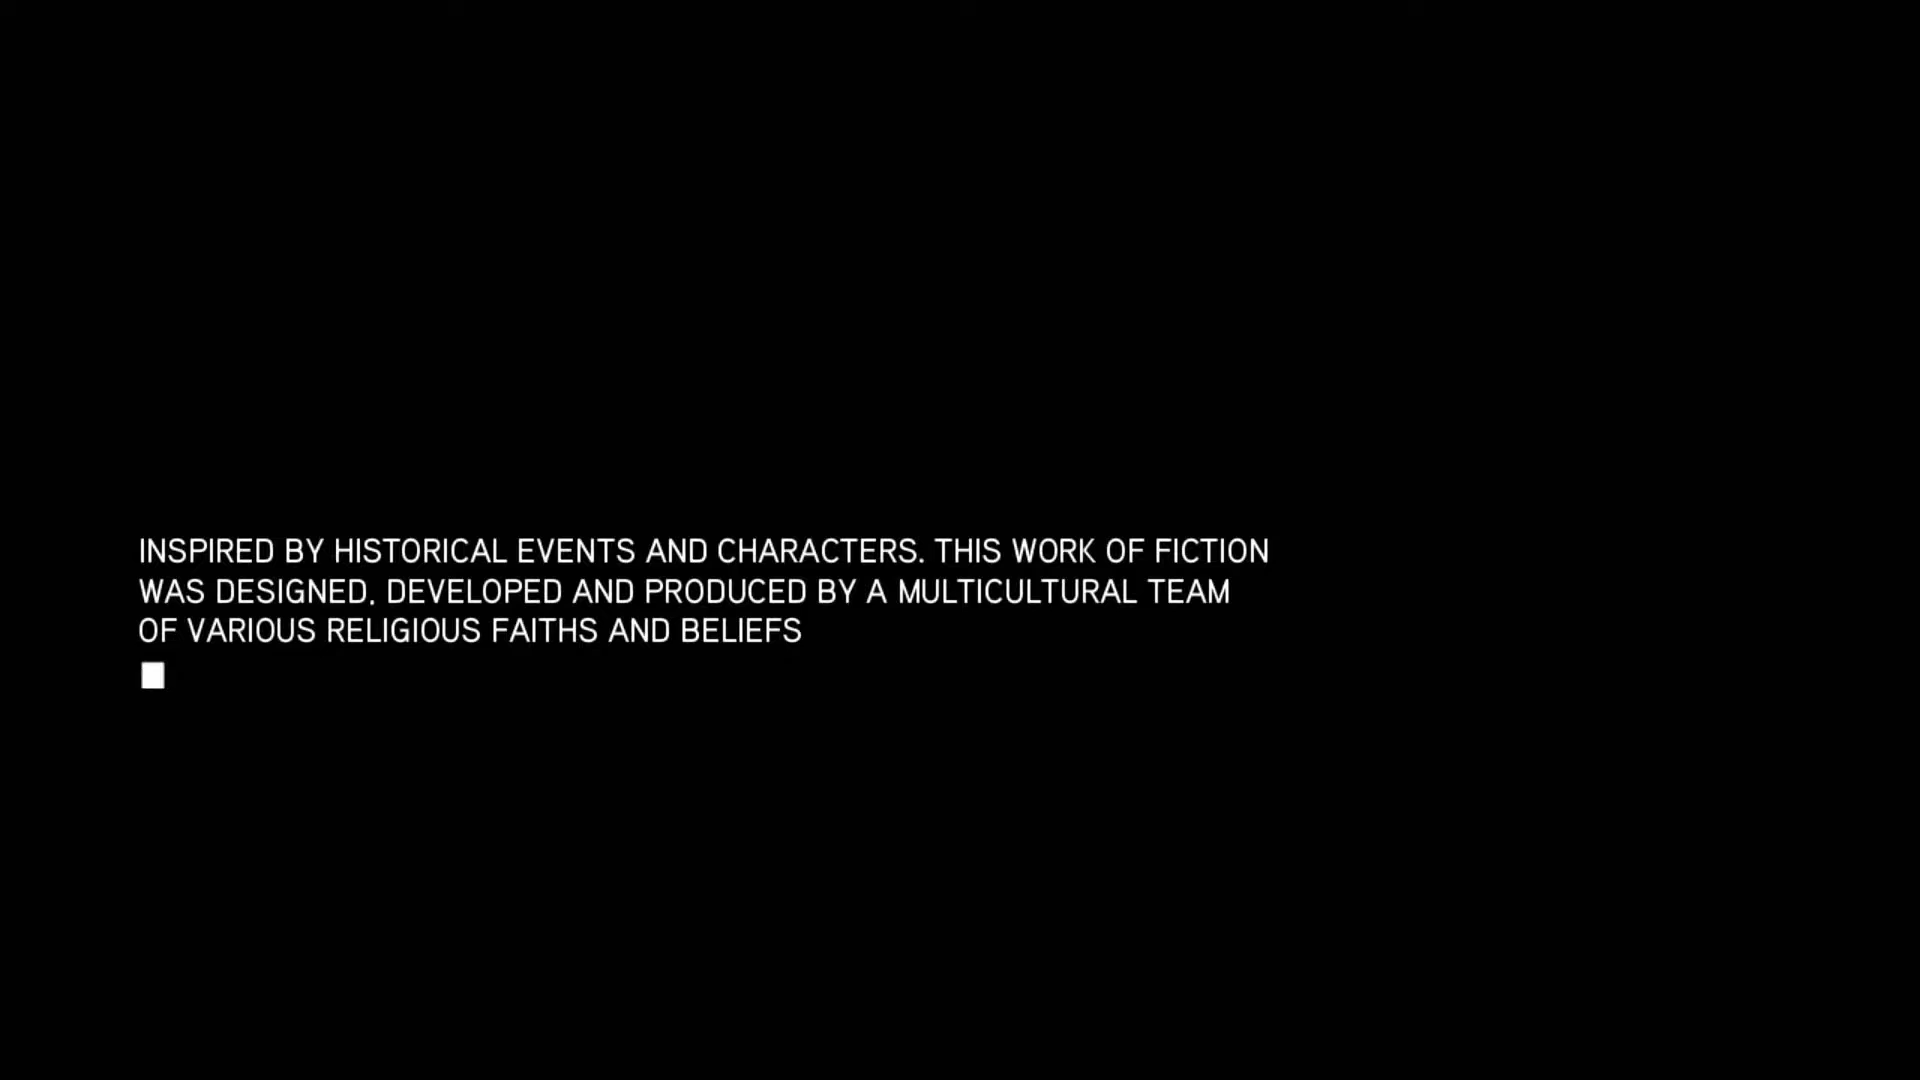 INSPIRED BY HISTORICAL EVENTS AND CHARACTERS. THIS WORK OF FICTION
WAS DESIGNED, DEVELOPED AND PRODUCED BY A MULTICULTURAL TEAM
OF VARIOUS RELIGIOUS FAITHS AND BELIEFS